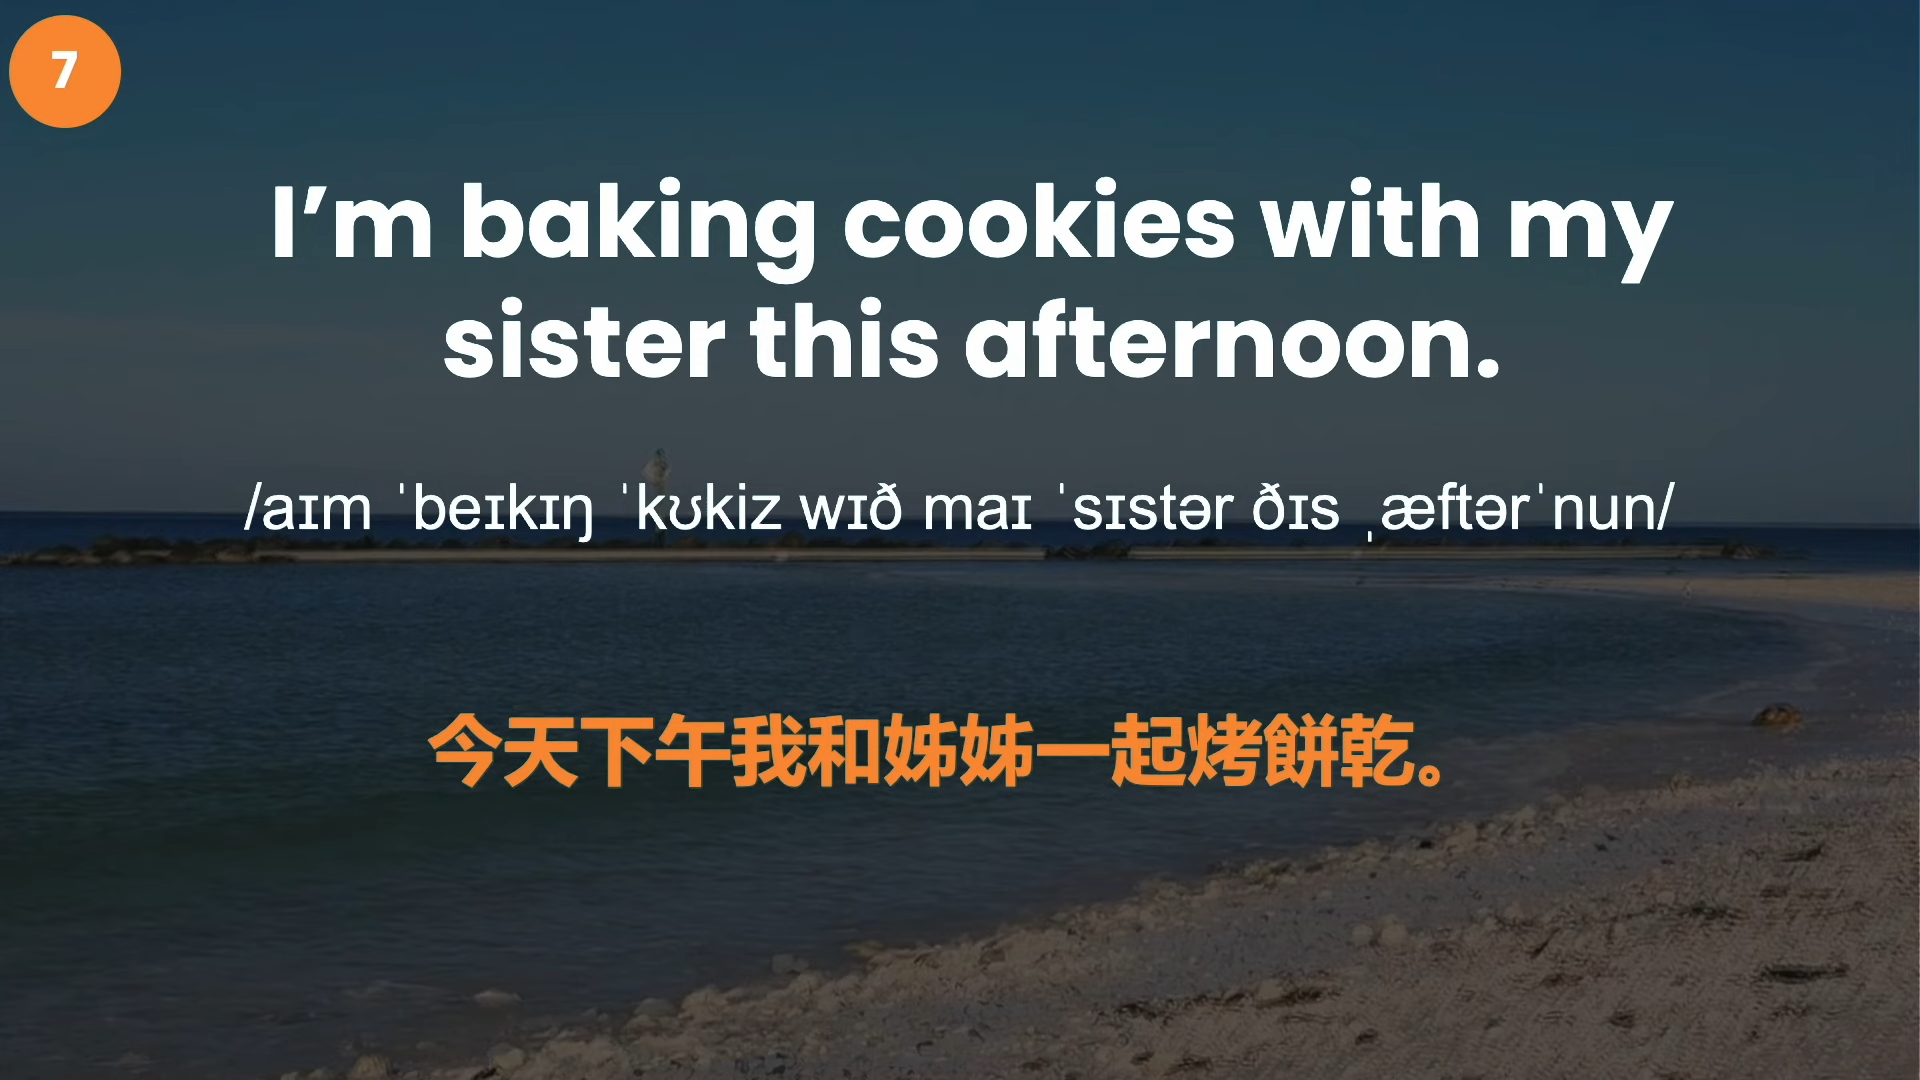 7
I’m baking cookies with my
sister this afternoon.
/aɪm ˈbeɪkɪŋ ˈkʊkiz wɪð maɪ ˈsɪstər ðɪs ˌæftərˈnun/
今天下午我和姊姊一起烤餅乾。